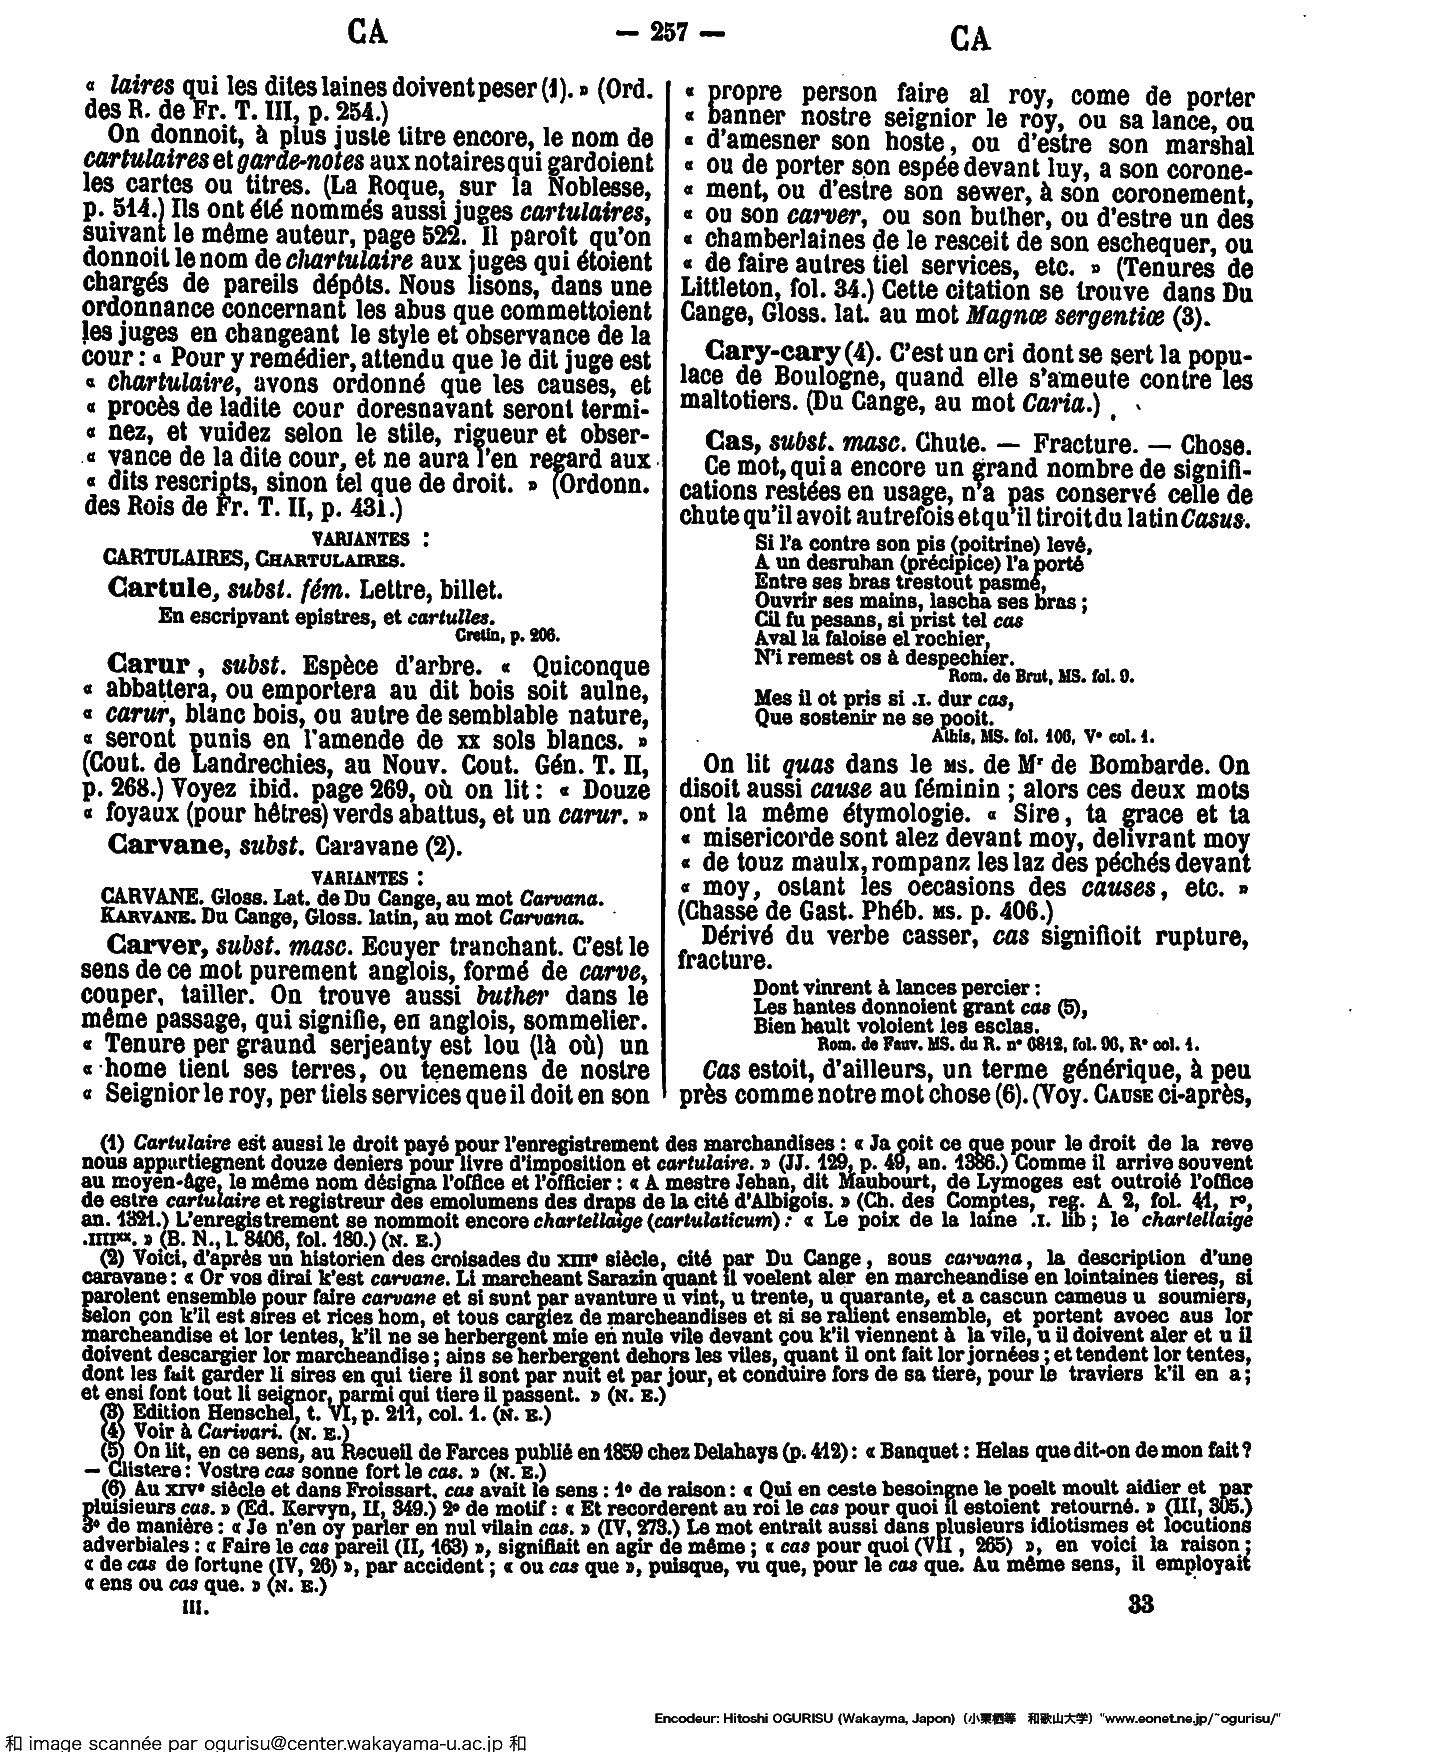 CA
— 257 —
CA
« laires qui les dites laines doivent peser (1). » (Ord.
des R. de Fr. T. III, p. 254.)
On donnoit, à plus juste titre encore, le nom de
cartulaires et garde-notes aux notaires qui gardoient
les cartes ou titres. (La Roque, sur la Noblesse,
p. 514.) Ils ont été nommés aussi juges cartulaires,
suivant le même auteur, page 522. Il paroît qu'on
donnoit le nom de chartulaire aux juges qui étoient
chargés de pareils dépôts. Nous lisons, dans une
ordonnance concernant les abus que commettoient
les juges en changeant le style et observance de la
cour : « Pour y remédier, attendu que le dit juge est
« chartulaire, avons ordonné que les causes, et
« procès de ladite cour doresnavant seront termi-
« nez, et vuidez selon le stile, rigueur et obser-
« vance de la dite cour, et ne aura l'en regard aux
« dits rescripts, sinon tel que de droit. » (Ordonn.
des Rois de Fr. T. II, p. 431.)
VARIANTES :
CARTULAIRES, CHARTULAIRES.
Cartule, subst. fém. Lettre, billet.
En escripvant epistres, et cartulles.
Cretin, p. 206.
Carur, subst. Espèce d'arbre. « Quiconque
« abbattera, ou emportera au dit bois soit aulne,
« carur, blanc bois, ou autre de semblable nature,
« seront punis en l'amende de xx sols blancs. »
(Cout. de Landrechies, au Nouv. Cout. Gén. T. II,
p. 268.) Voyez ibid. page 269, où on lit : « Douze
« foyaux (pour hêtres) verds abattus, et un carur. »
Carvane, subst. Caravane (2).
VARIANTES :
CARVANE. Gloss. Lat. de Du Cange, au mot Carvana.
KARVANE. Du Cange, Gloss. latin, au mot Carvana.
Carver, subst. masc. Ecuyer tranchant. C'est le
sens de ce mot purement anglois, formé de carve,
couper, tailler. On trouve aussi buther dans le
même passage, qui signifie, en anglois, sommelier.
« Tenure per graund serjeanty est lou (là où) un
« home tient ses terres, ou tenemens de nostre
« Seignior le roy, per tiels services que il doit en son
« propre person faire al roy, come de porter
« banner nostre seignior le roy, ou sa lance, ou
« d'amesner son hoste, ou d'estre son marshal
« ou de porter son espée devant luy, a son corone-
« ment, ou d'estre son sewer, à son coronement,
« ou son carver, ou son buther, ou d'estre un des
« chamberlaines de le resceit de son eschequer, ou
« de faire autres tiel services, etc. » (Tenures de
Littleton, fol. 34.) Cette citation se trouve dans Du
Cange, Gloss. lat. au mot Magnœ sergentiœ (3).
Cary-cary (4). C'est un cri dont se sert la popu-
lace de Boulogne, quand elle s'ameute contre les
maltotiers. (Du Cange, au mot Caria.)
Cas, subst. masc. Chute. — Fracture. — Chose.
Ce mot, qui a encore un grand nombre de signifi-
cations restées en usage, n'a pas conservé celle de
chute qu'il avoit autrefois et qu'il tiroit du latin Casus.
Si l'a contre son pis (poitrine) levé,
A un desruban (précipice) l'a porté
Entre ses bras trestout pasmé,
Ouvrir ses mains, lascha ses bras ;
Cil fu pesans, si prist tel cas
Aval la faloise el rochier,
N'i remest os à despechier.
Rom. de Brut, MS. fol. 9.
Mes il ot pris si .I. dur cas,
Que sostenir ne se pooit.
Athis, MS. fol. 106, V° col. 1.
On lit quas dans le MS. de Mr de Bombarde. On
disoit aussi cause au féminin ; alors ces deux mots
ont la même étymologie. « Sire, ta grace et ta
« misericorde sont alez devant moy, delivrant moy
« de touz maulx, rompanz les laz des péchés devant
« moy, ostant les occasions des causes, etc. »
(Chasse de Gast. Phéb. MS. p. 406.)
Dérivé du verbe casser, cas signifioit rupture,
fracture.
Dont vinrent à lances percier :
Les hantes donnoient grant cas (5),
Bien hault voloient les esclas.
Rom. de Fauv. MS. du R. n° 6812, fol. 96, R° col. 1.
Cas estoit, d'ailleurs, un terme générique, à peu
près comme notre mot chose (6). (Voy. CAUSE ci-après,
(1) Cartulaire est aussi le droit payé pour l'enregistrement des marchandises : « Ja çoit ce que pour le droit de la reve
nous appartiegnent douze deniers pour livre d'imposition et cartulaire. » (JJ. 129, p. 49, an. 1386.) Comme il arrive souvent
au moyen-âge, le même nom désigna l'office et l'officier : « A mestre Jehan, dit Maubourt, de Lymoges est outroié l'office
de estre cartulaire et registreur des emolumens des draps de la cité d'Albigois. » (Ch. des Comptes, reg. A 2, fol. 41, r°,
an. 1321.) L'enregistrement se nommoit encore chartellaige (cartulaticum) : « Le poix de la laine .I. lib ; le chartellaige
.IIIIxx. » (B. N., l. 8406, fol. 180.) (N. E.)
(2) Voici, d'après un historien des croisades du XIIIe siècle, cité par Du Cange, sous carvana, la description d'une
caravane : « Or vos dirai k'est carvane. Li marcheant Sarazin quant il voelent aler en marcheandise en lointaines tieres, si
parolent ensemble pour faire carvane et si sunt par avanture u vint, u trente, u quarante, et a cascun cameus u soumiers,
selon çon k'il est sires et rices hom, et tous cargiez de marcheandises et si se ralient ensemble, et portent avoec aus lor
marcheandise et lor tentes, k'il ne se herbergent mie en nule vile devant çou k'il viennent à la vile, u il doivent aler et u il
doivent descargier lor marcheandise ; ains se herbergent dehors les viles, quant il ont fait lor jornées ; et tendent lor tentes,
dont les fait garder li sires en qui tiere il sont par nuit et par jour, et conduire fors de sa tiere, pour le traviers k'il en a ;
et ensi font tout li seignor, parmi qui tiere il passent. » (N. E.)
(3) Edition Henschel, t. VI, p. 211, col. 1. (N. E.)
(4) Voir à Carivari. (N. E.)
(5) On lit, en ce sens, au Recueil de Farces publié en 1859 chez Delahays (p. 412) : « Banquet : Helas que dit-on de mon fait ?
— Clistere : Vostre cas sonne fort le cas. » (N. E.)
(6) Au XIVe siècle et dans Froissart, cas avait le sens : 1° de raison : « Qui en ceste besoingne le poelt moult aidier et par
pluisieurs cas. » (Ed. Kervyn, II, 349.) 2° de motif : « Et recorderent au roi le cas pour quoi il estoient retourné. » (III, 305.)
3° de manière : « Je n'en oy parler en nul vilain cas. » (IV, 273.) Le mot entrait aussi dans plusieurs idiotismes et locutions
adverbiales : « Faire le cas pareil (II, 163) », signifiait en agir de même ; « cas pour quoi (VII, 265) », en voici la raison ;
« de cas de fortune (IV, 26) », par accident ; « ou cas que », puisque, vu que, pour le cas que. Au même sens, il employait
« ens ou cas que. » (N. E.)
III.
33
Encodeur: Hitoshi OGURISU (Wakayma, Japon) (小栗栖等 和歌山大学) "www.eonet.ne.jp/~ogurisu/"
和 image scannée par ogurisu@center.wakayama-u.ac.jp 和